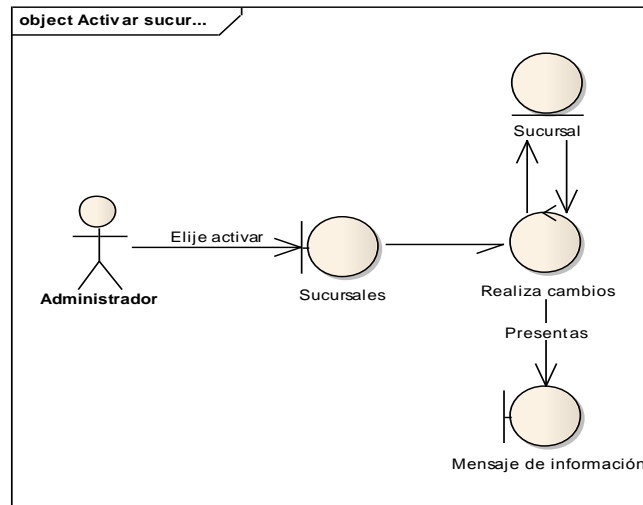 object Activar sucur...
Sucursal
Elije activar
Administrador
Sucursales
Realiza cambios
Presentas
Mensaje de información